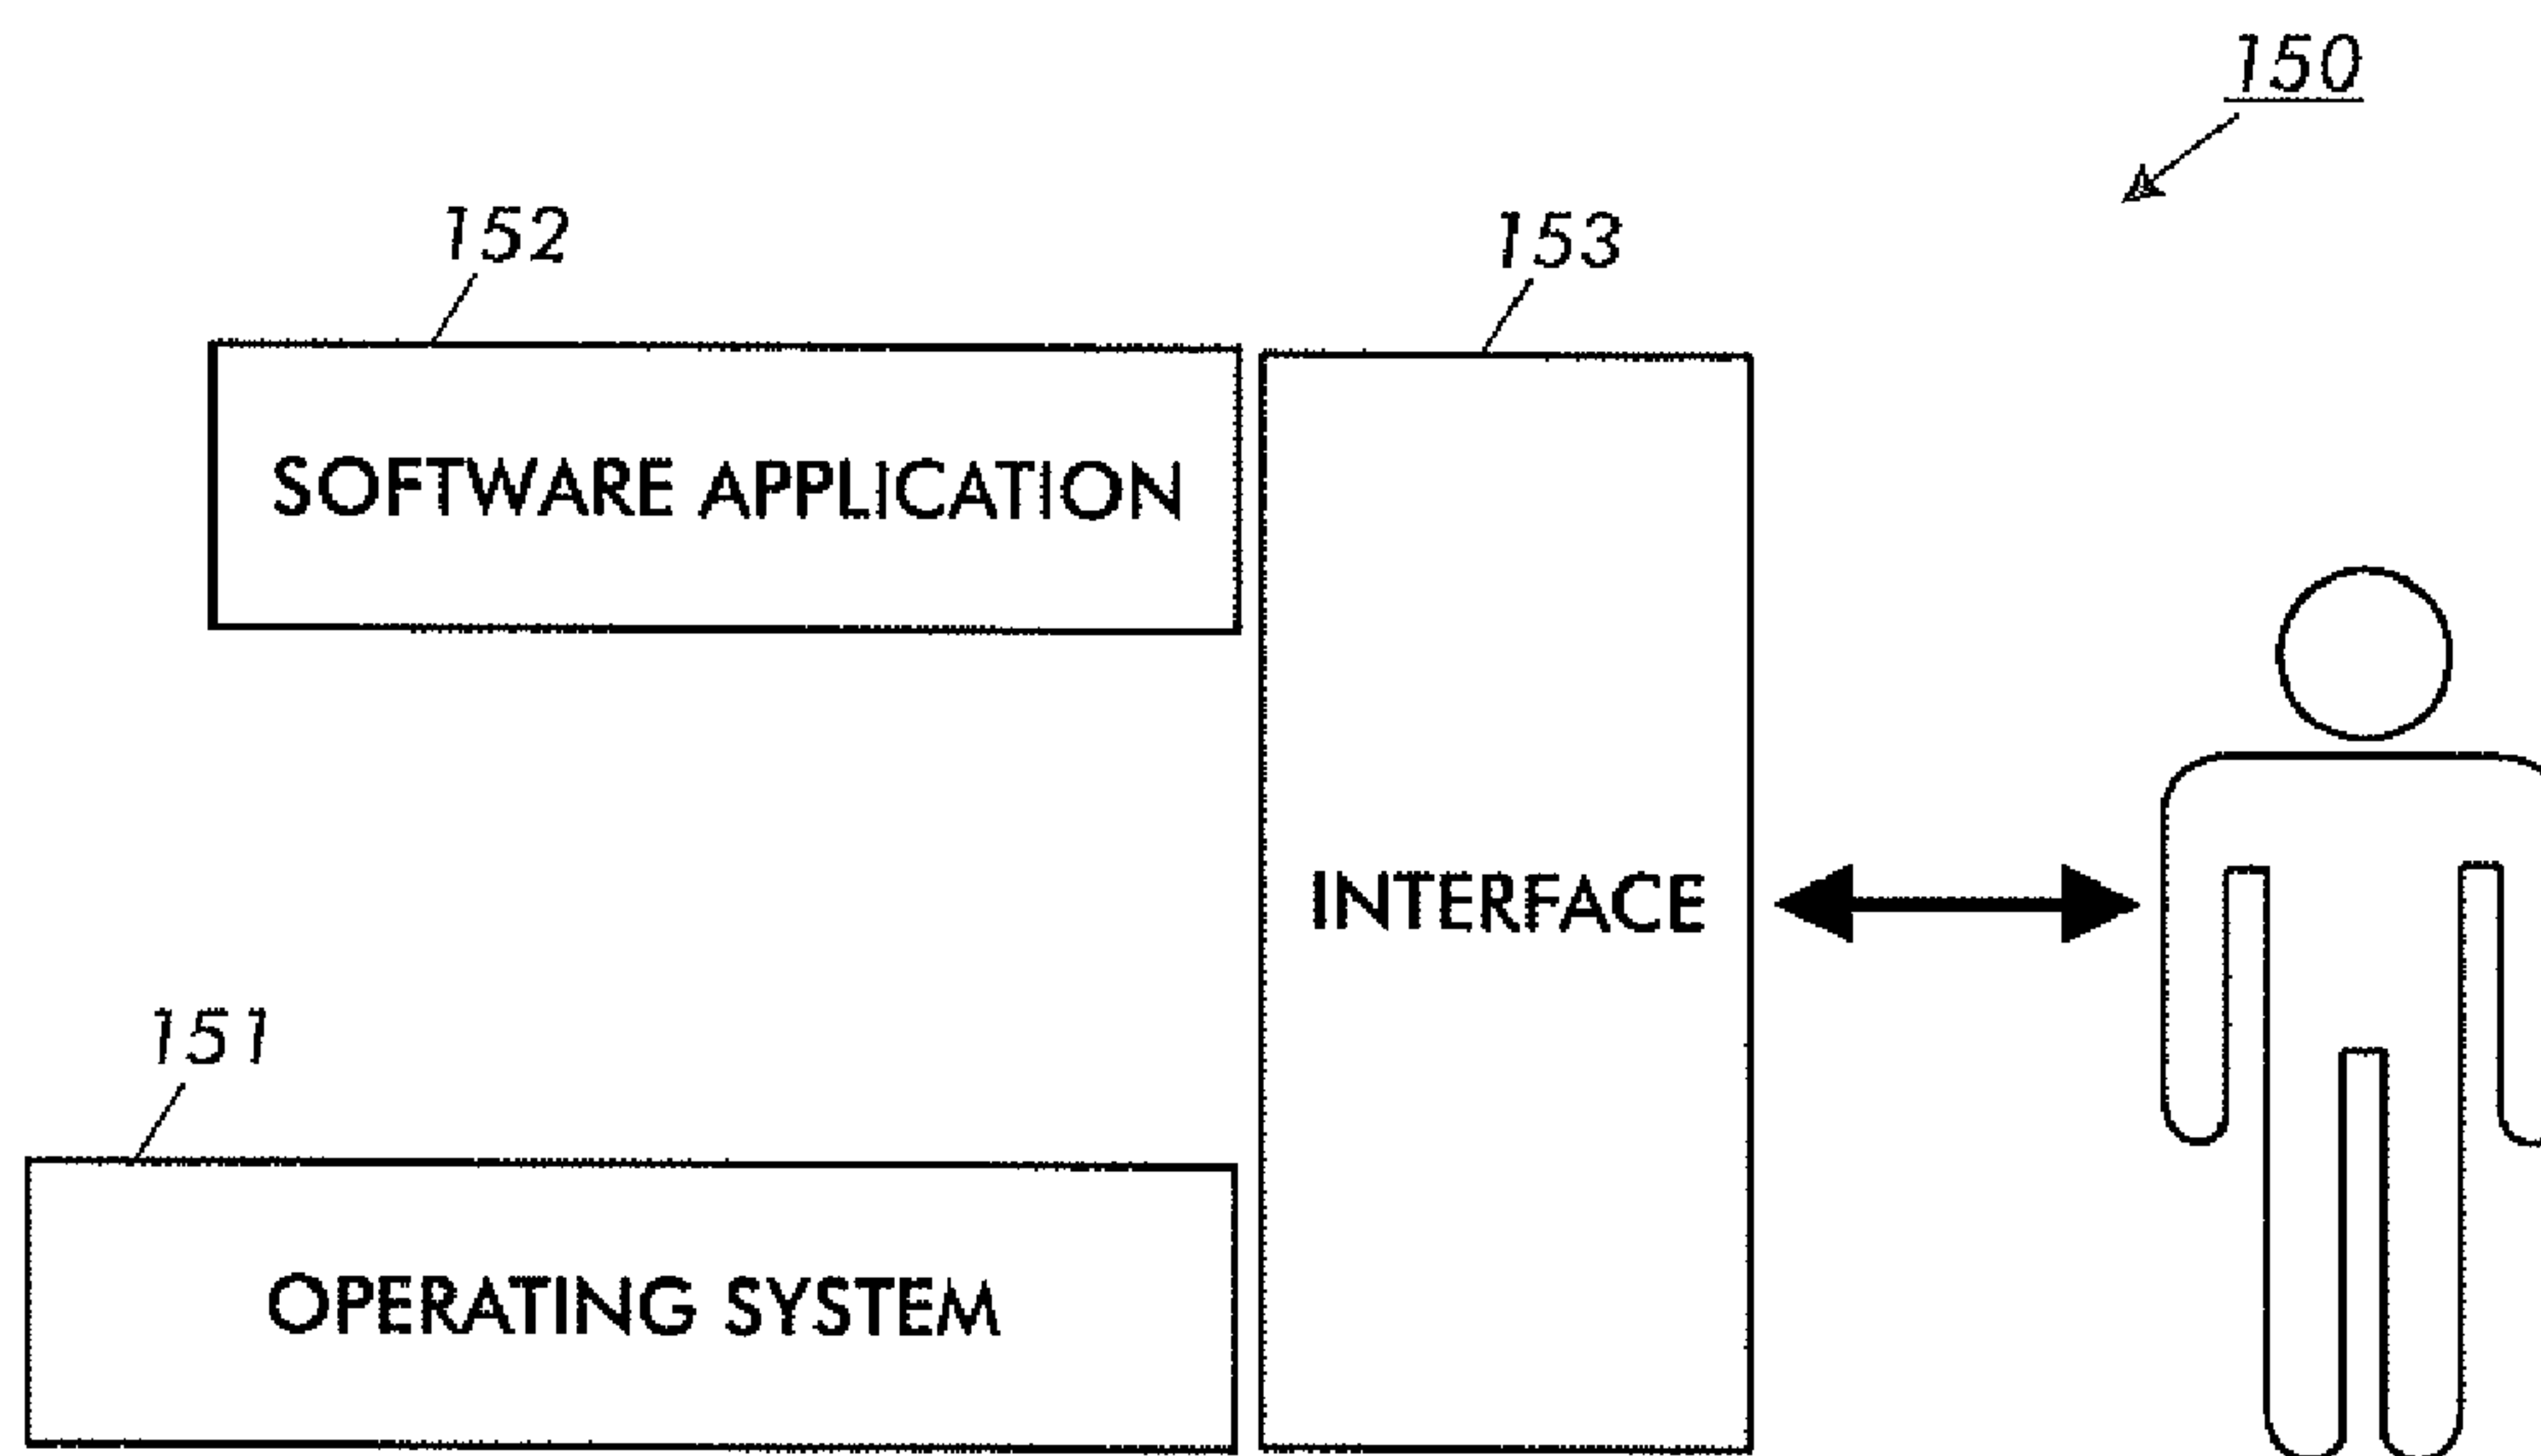 150
152
153
SOFTWARE APPLICATION
INTERFACE
151
OPERATING SYSTEM